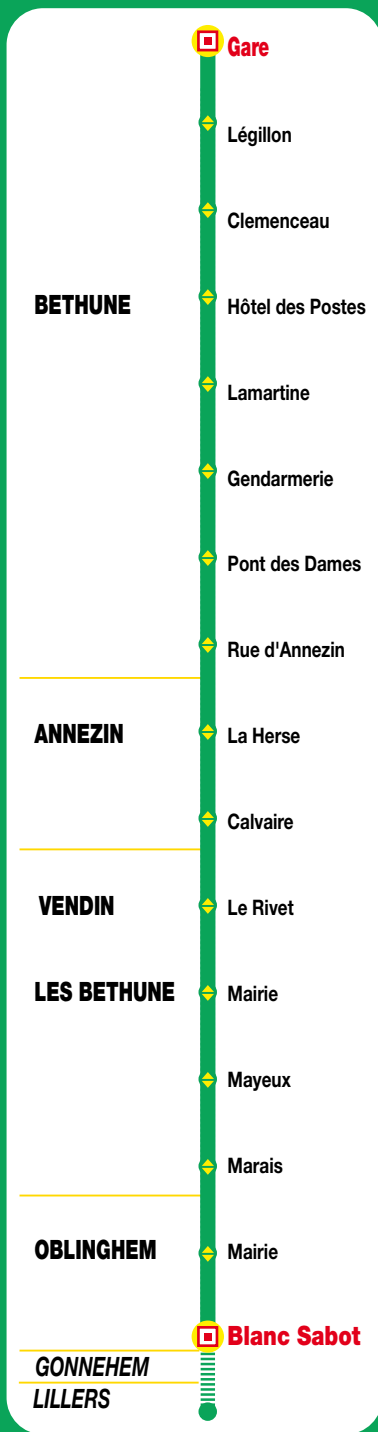 Gare
Légillon
Clemenceau
BETHUNE
Hôtel des Postes
Lamartine
Gendarmerie
Pont des Dames
Rue d'Annezin
ANNEZIN
La Herse
Calvaire
VENDIN
Le Rivet
LES BETHUNE
Mairie
Mayeux
Marais
OBLINGHEM
Mairie
Blanc Sabot
GONNEHEM
LILLERS